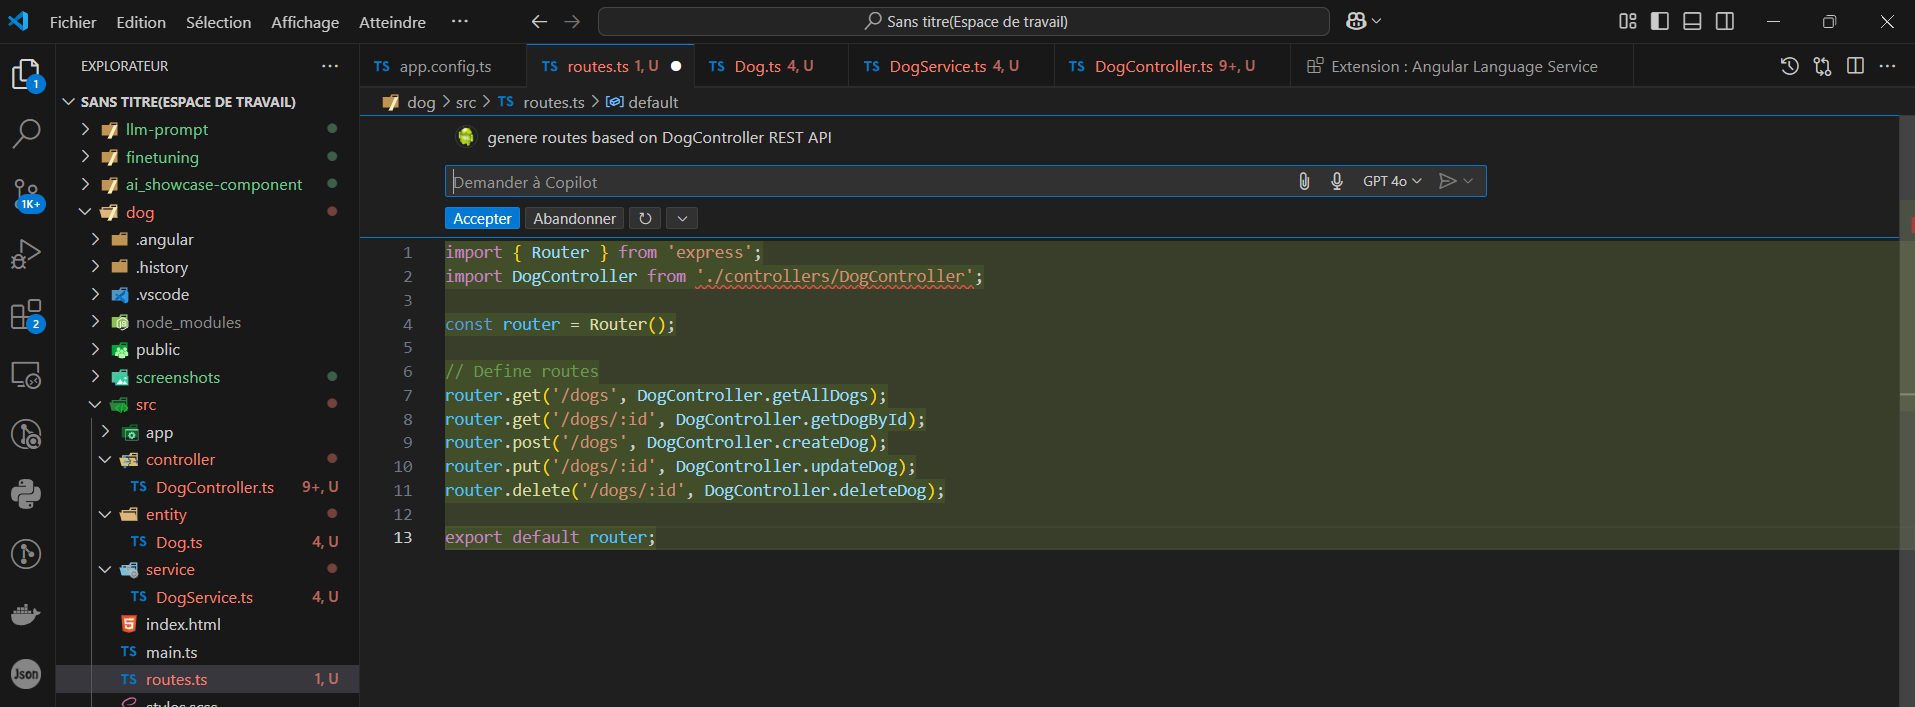 Fichier Edition Sélection Affichage Atteindre ··· Sans titre(Espace de travail)
EXPLORATEUR ···
TS app.config.ts TS routes.ts 1, U TS Dog.ts 4, U TS DogService.ts 4, U TS DogController.ts 9+, U Extension : Angular Language Service
dog > src > TS routes.ts > default
1
1K+
2
Json
SANS TITRE(ESPACE DE TRAVAIL)
llm-prompt
finetuning
ai_showcase-component
dog
.angular
.history
.vscode
node_modules
public
screenshots
src
app
controller
TS DogController.ts 9+, U
entity
TS Dog.ts 4, U
service
TS DogService.ts 4, U
index.html
TS main.ts
TS routes.ts 1, U
styles.scss
genere routes based on DogController REST API
Demander à Copilot GPT 4o
Accepter Abandonner
1 import { Router } from 'express';
2 import DogController from './controllers/DogController';
3
4 const router = Router();
5
6 // Define routes
7 router.get('/dogs', DogController.getAllDogs);
8 router.get('/dogs/:id', DogController.getDogById);
9 router.post('/dogs', DogController.createDog);
10 router.put('/dogs/:id', DogController.updateDog);
11 router.delete('/dogs/:id', DogController.deleteDog);
12
13 export default router;